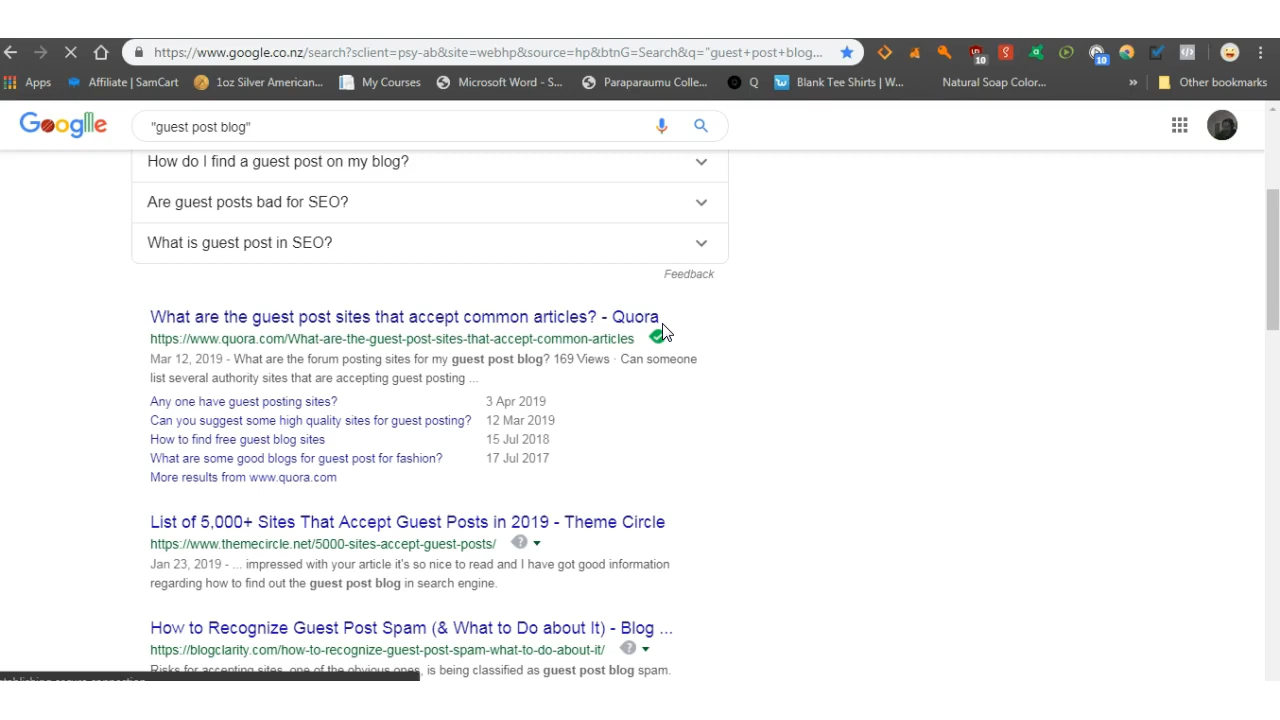 https://www.google.co.nz/search?sclient=psy-ab&site=webhp&source=hp&btnG=Search&q="guest+post+blog...
10
10
Apps
Affiliate | SamCart
1oz Silver American...
My Courses
Microsoft Word - S...
Paraparaumu Colle...
Q
Blank Tee Shirts | W...
Natural Soap Color...
»
Other bookmarks
"guest post blog"
How do I find a guest post on my blog?
Are guest posts bad for SEO?
What is guest post in SEO?
Feedback
What are the guest post sites that accept common articles? - Quora
https://www.quora.com/What-are-the-guest-post-sites-that-accept-common-articles
Mar 12, 2019 - What are the forum posting sites for my guest post blog? 169 Views · Can someone
list several authority sites that are accepting guest posting ...
Any one have guest posting sites? 3 Apr 2019
Can you suggest some high quality sites for guest posting? 12 Mar 2019
How to find free guest blog sites 15 Jul 2018
What are some good blogs for guest post for fashion? 17 Jul 2017
More results from www.quora.com
List of 5,000+ Sites That Accept Guest Posts in 2019 - Theme Circle
https://www.themecircle.net/5000-sites-accept-guest-posts/
Jan 23, 2019 - ... impressed with your article it's so nice to read and I have got good information
regarding how to find out the guest post blog in search engine.
How to Recognize Guest Post Spam (& What to Do about It) - Blog ...
https://blogclarity.com/how-to-recognize-guest-post-spam-what-to-do-about-it/
Risks for accepting sites, one of the obvious ones, is being classified as guest post blog spam.